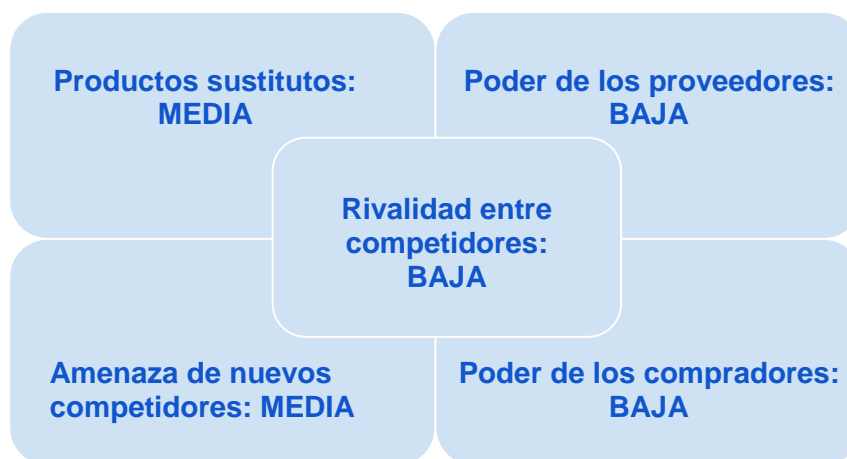 Productos sustitutos:
MEDIA
Poder de los proveedores:
BAJA
Rivalidad entre
competidores:
BAJA
Amenaza de nuevos
competidores: MEDIA
Poder de los compradores:
BAJA